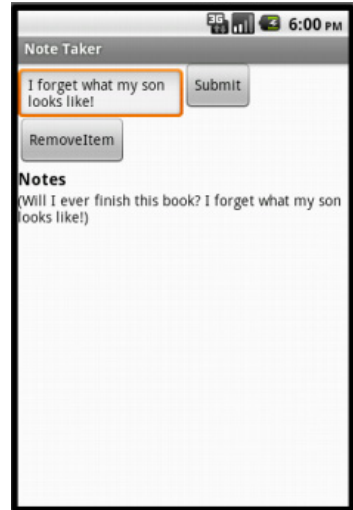 3G 6:00 PM
Note Taker
I forget what my son
looks like!
Submit
RemoveItem
Notes
(Will I ever finish this book? I forget what my son
looks like!)